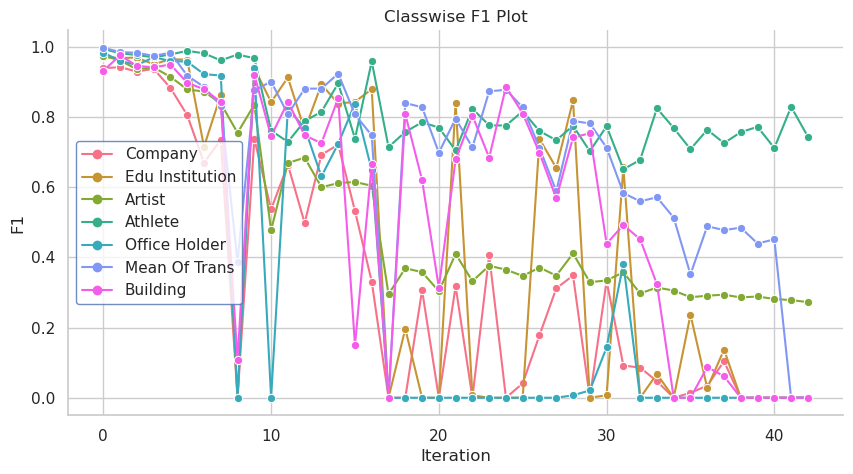 Classwise F1 Plot
1.0
0.8
0.6
0.4
0.2
0.0
F1
Company
Edu Institution
Artist
Athlete
Office Holder
Mean Of Trans
Building
0 10 20 30 40
Iteration